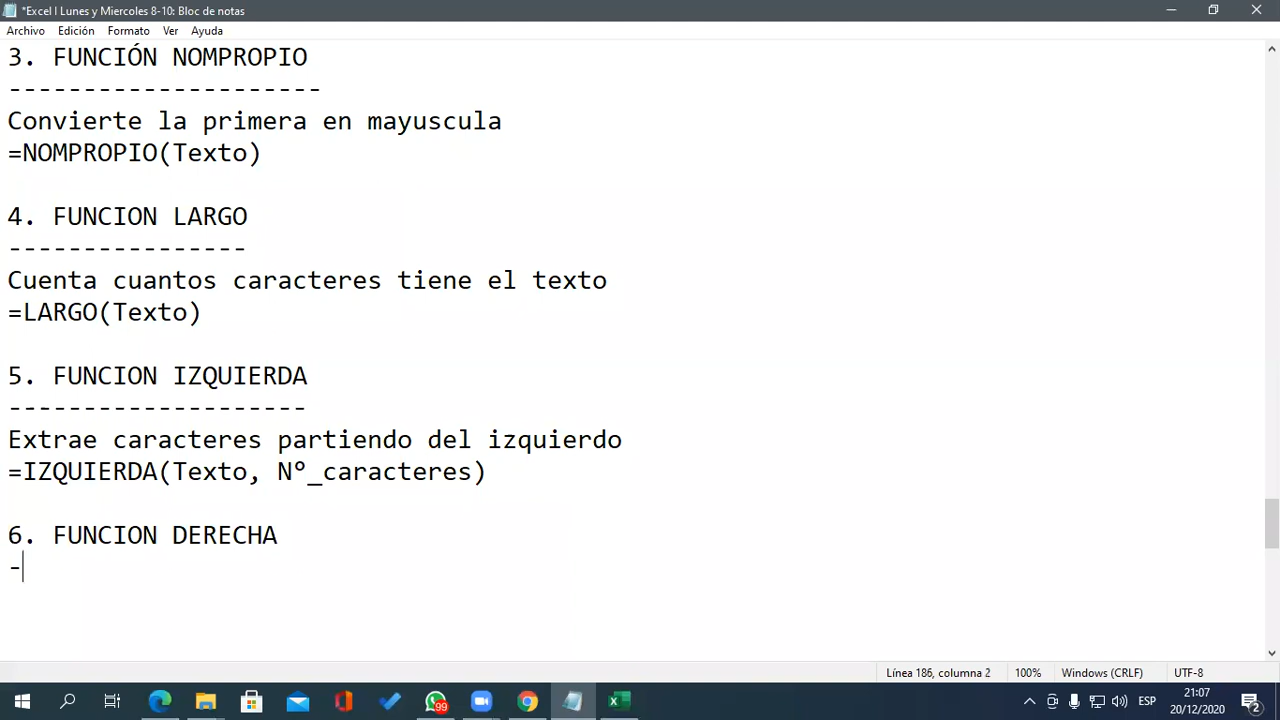 *Excel I Lunes y Miercoles 8-10: Bloc de notas
Archivo Edición Formato Ver Ayuda
3. FUNCIÓN NOMPROPIO
---------------------
Convierte la primera en mayuscula
=NOMPROPIO(Texto)
4. FUNCION LARGO
----------------
Cuenta cuantos caracteres tiene el texto
=LARGO(Texto)
5. FUNCION IZQUIERDA
--------------------
Extrae caracteres partiendo del izquierdo
=IZQUIERDA(Texto, N°_caracteres)
6. FUNCION DERECHA
-
Línea 186, columna 2 100% Windows (CRLF) UTF-8
99 ESP 21:07
20/12/2020 2